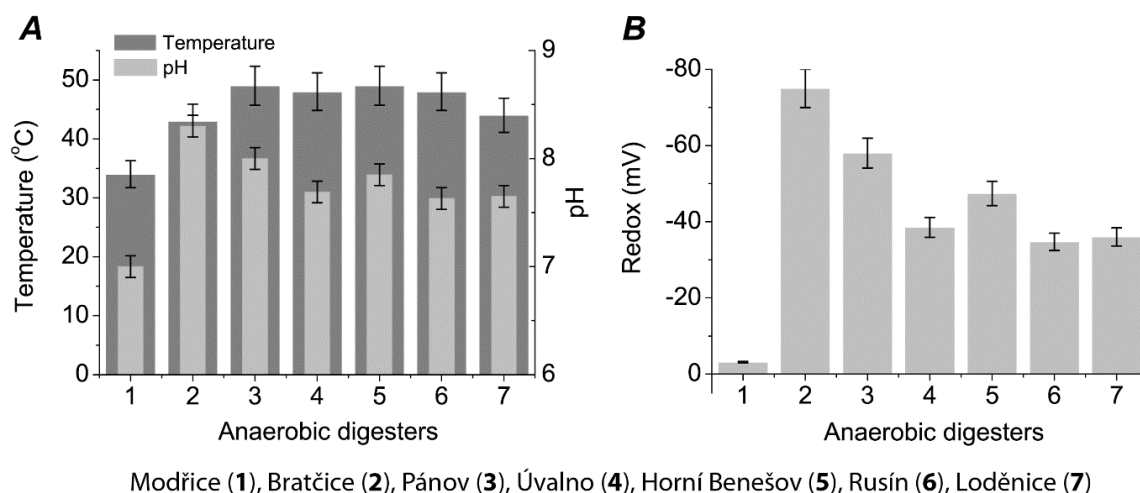 A
Temperature
pH
Temperature (°C)
50
40
30
20
10
0
9
8
7
6
pH
1 2 3 4 5 6 7
Anaerobic digesters
B
Redox (mV)
-80
-60
-40
-20
0
1 2 3 4 5 6 7
Anaerobic digesters
Modřice (1), Bratčice (2), Pánov (3), Úvalno (4), Horní Benešov (5), Rusín (6), Loděnice (7)